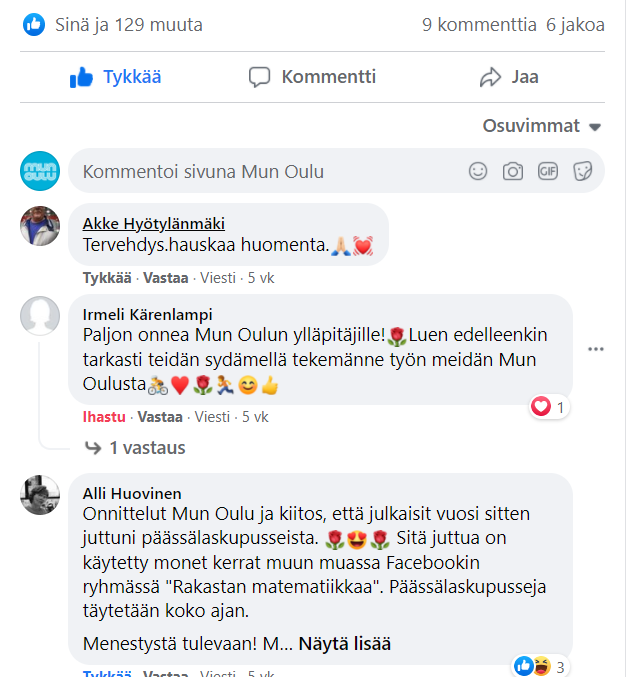 Sinä ja 129 muuta 9 kommenttia 6 jakoa
Tykkää Kommentti Jaa
Osuvimmat
mun oulu
Kommentoi sivuna Mun Oulu GIF
Akke Hyötylänmäki
Tervehdys.hauskaa huomenta.🙏🏻💓
Tykkää · Vastaa · Viesti · 5 vk
Irmeli Kärenlampi
Paljon onnea Mun Oulun ylläpitäjille!🌹Luen edelleenkin
tarkasti teidän sydämellä tekemänne työn meidän Mun
Oulusta🚴❤️🌹🏃😊👍
1
Ihastu · Vastaa · Viesti · 5 vk
1 vastaus
Alli Huovinen
Onnittelut Mun Oulu ja kiitos, että julkaisit vuosi sitten
juttuni päässälaskupusseista. 🌹😍🌹 Sitä juttua on
käytetty monet kerrat muun muassa Facebookin
ryhmässä "Rakastan matematiikkaa". Päässälaskupusseja
täytetään koko ajan.
Menestystä tulevaan! M... Näytä lisää
3
Tykkää · Vastaa · Viesti · 5 vk